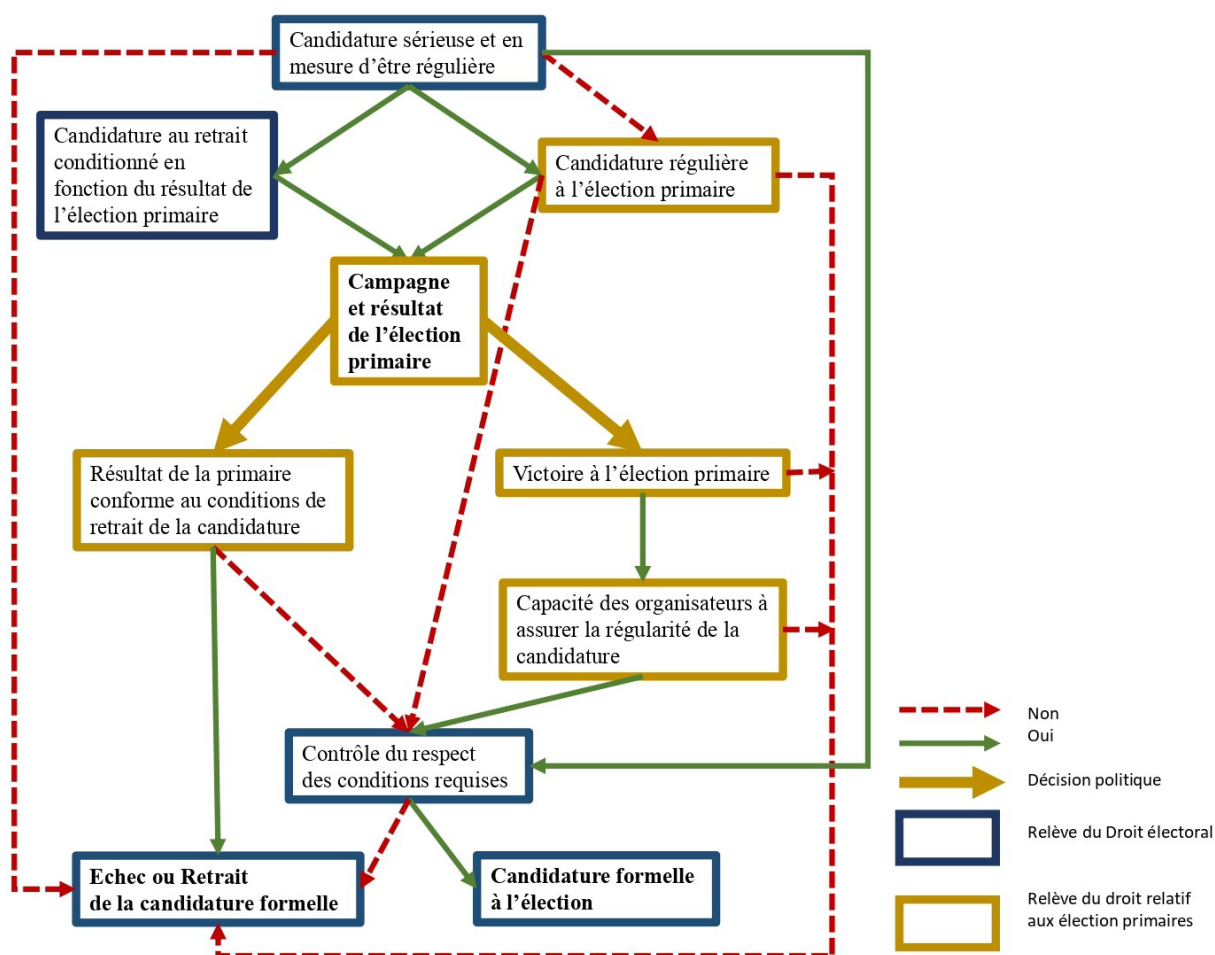 Candidature sérieuse et en
mesure d'être régulière
Candidature au retrait
conditionné en
fonction du résultat de
l'élection primaire
Candidature régulière
à l'élection primaire
Campagne
et résultat
de l'élection
primaire
Résultat de la primaire
conforme au conditions de
retrait de la candidature
Victoire à l'élection primaire
Capacité des organisateurs à
assurer la régularité de la
candidature
Contrôle du respect
des conditions requises
Echec ou Retrait
de la candidature formelle
Candidature formelle
à l'élection
Non
Oui
Décision politique
Relève du Droit électoral
Relève du droit relatif
aux élection primaires